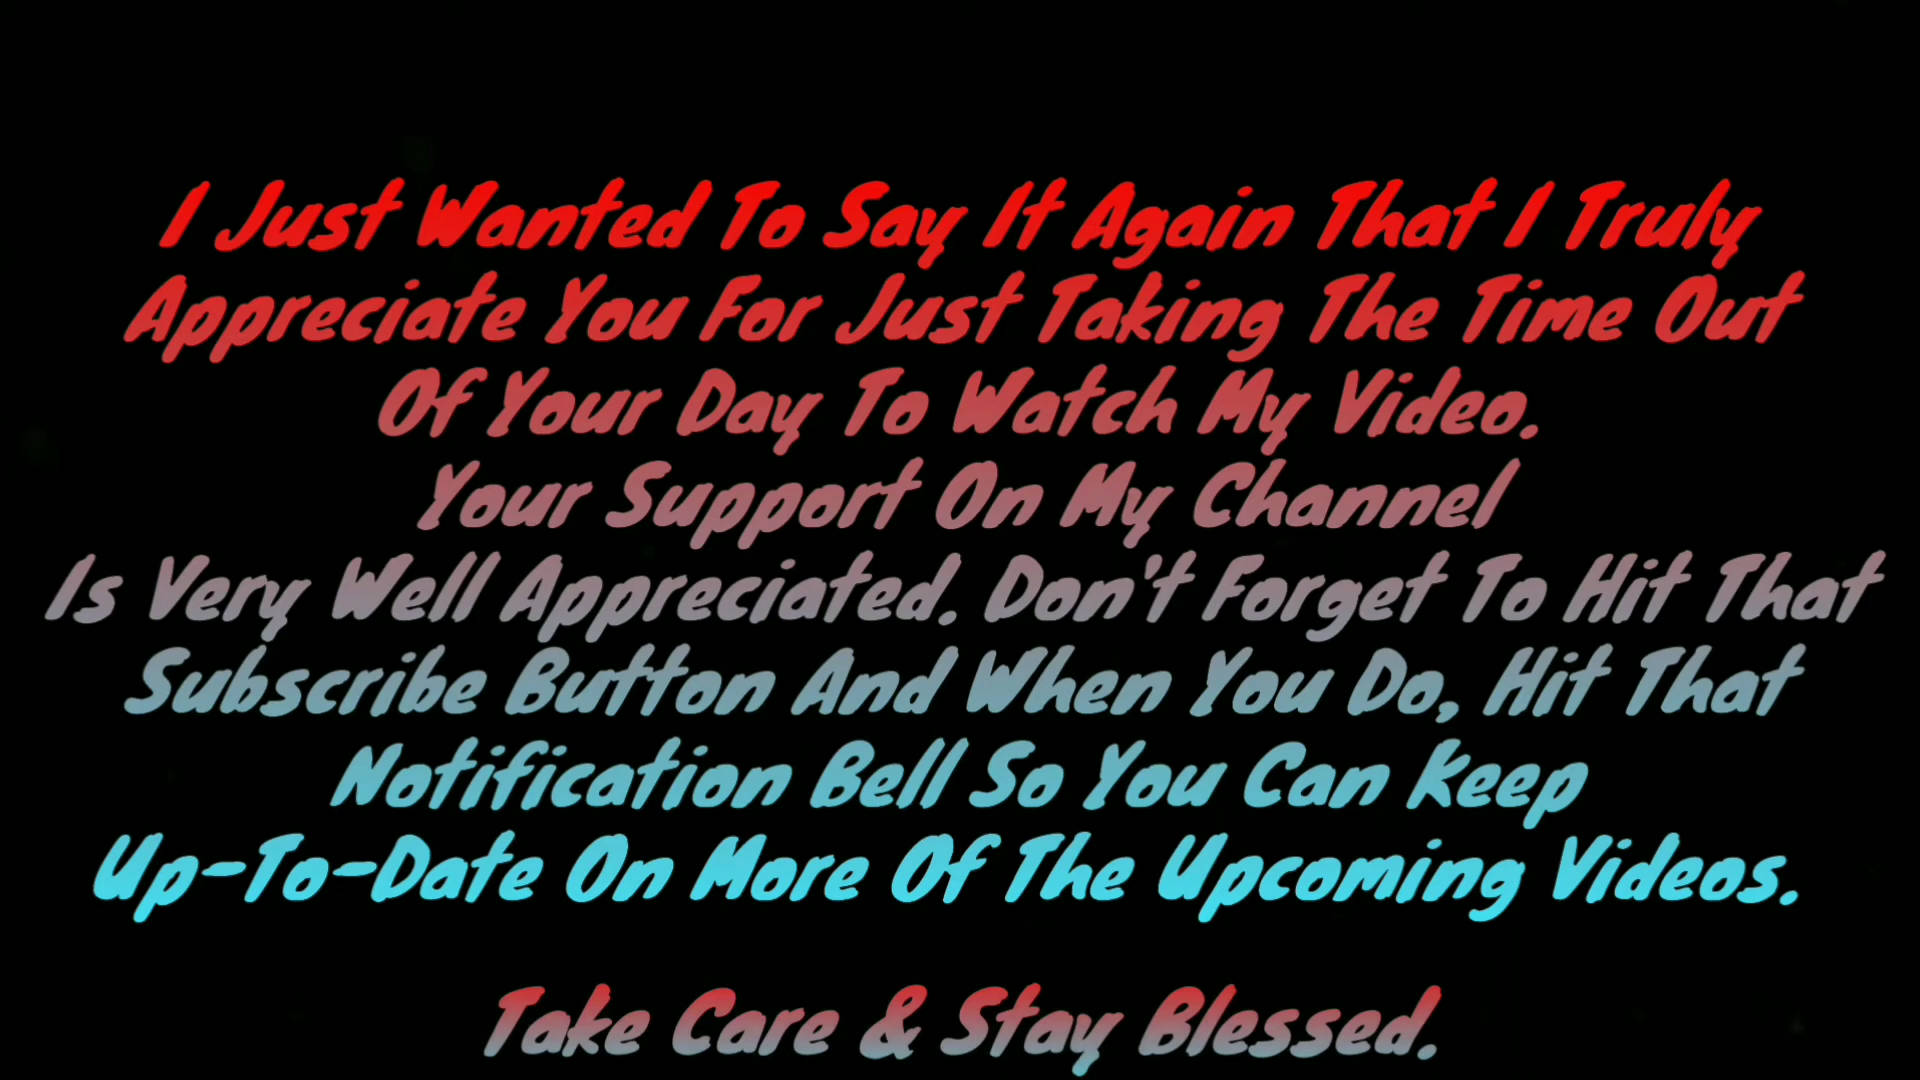 I Just Wanted To Say It Again That I Truly
Appreciate You For Just Taking The Time Out
Of Your Day To Watch My Video.
Your Support On My Channel
Is Very Well Appreciated. Don't Forget To Hit That
Subscribe Button And When You Do, Hit That
Notification Bell So You Can Keep
Up-To-Date On More Of The Upcoming Videos.
Take Care & Stay Blessed.